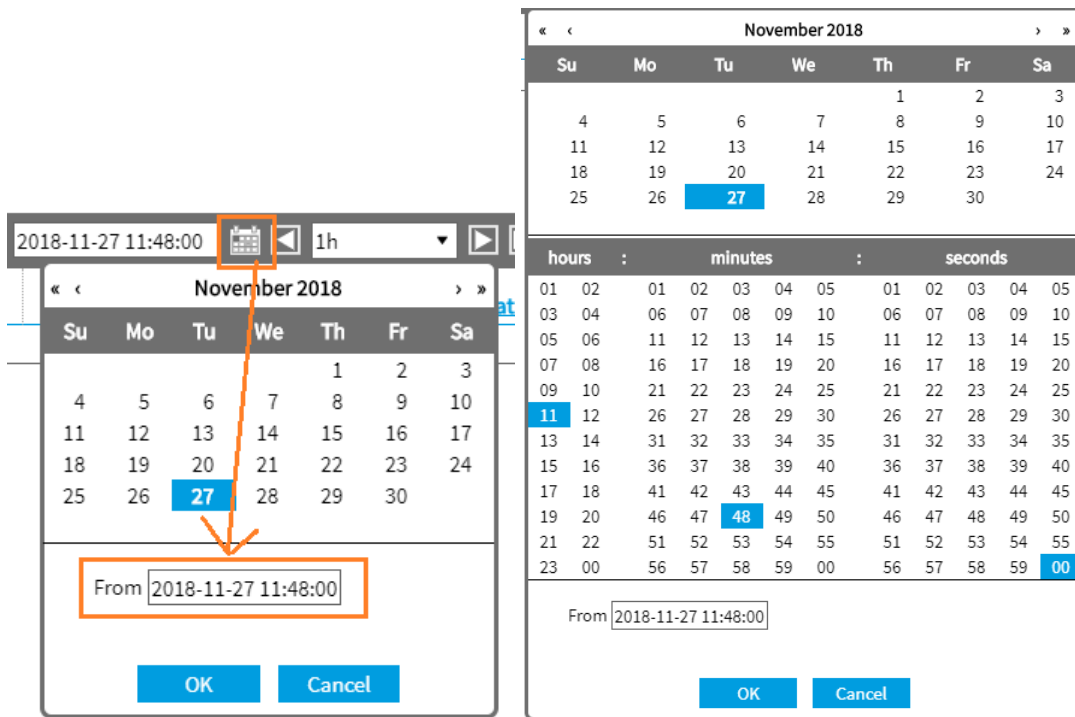 2018-11-27 11:48:00 1h
« ‹ November 2018 › »
at
Su Mo Tu We Th Fr Sa
1 2 3
4 5 6 7 8 9 10
11 12 13 14 15 16 17
18 19 20 21 22 23 24
25 26 27 28 29 30
From 2018-11-27 11:48:00
OK Cancel
« ‹ November 2018 › »
Su Mo Tu We Th Fr Sa
1 2 3
4 5 6 7 8 9 10
11 12 13 14 15 16 17
18 19 20 21 22 23 24
25 26 27 28 29 30
hours : minutes : seconds
01 02 01 02 03 04 05 01 02 03 04 05
03 04 06 07 08 09 10 06 07 08 09 10
05 06 11 12 13 14 15 11 12 13 14 15
07 08 16 17 18 19 20 16 17 18 19 20
09 10 21 22 23 24 25 21 22 23 24 25
11 12 26 27 28 29 30 26 27 28 29 30
13 14 31 32 33 34 35 31 32 33 34 35
15 16 36 37 38 39 40 36 37 38 39 40
17 18 41 42 43 44 45 41 42 43 44 45
19 20 46 47 48 49 50 46 47 48 49 50
21 22 51 52 53 54 55 51 52 53 54 55
23 00 56 57 58 59 00 56 57 58 59 00
From 2018-11-27 11:48:00
OK Cancel